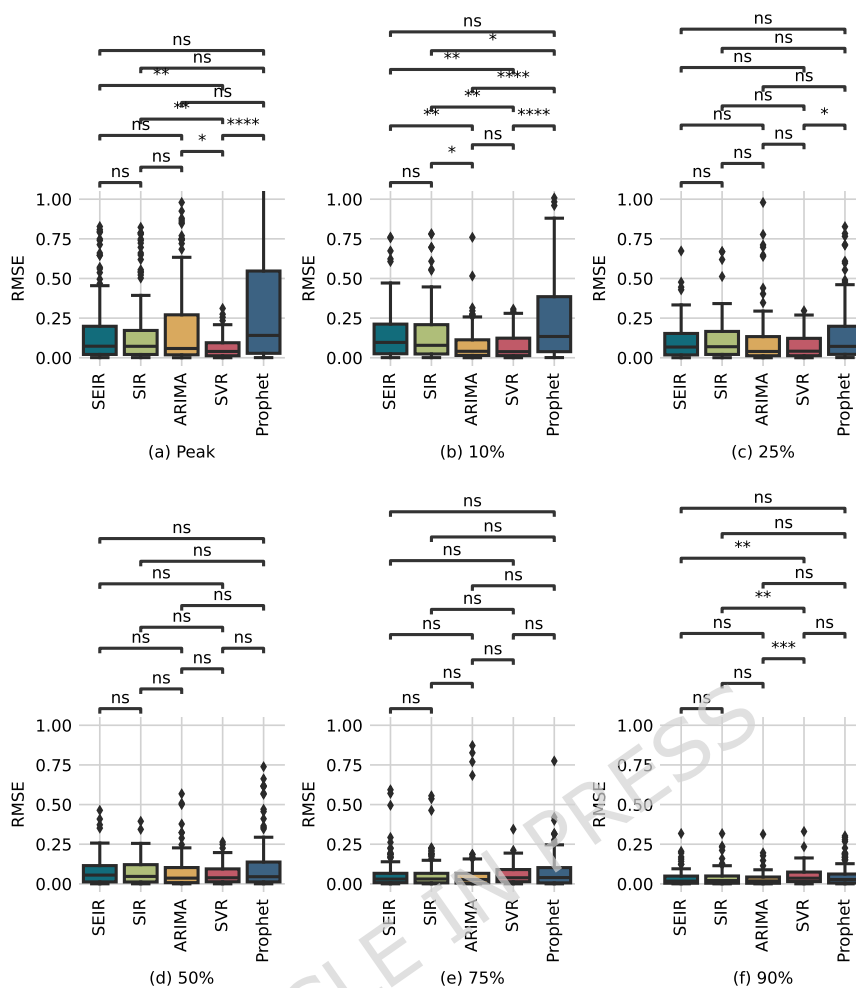 ns ns ns
ns * ns
** ** ns
ns **** ns
** ** ns
ns **** ** **** ns *
* ns ns
ns * ns
ns ns ns
1.00 1.00 1.00
0.75 0.75 0.75
RMSE RMSE RMSE
0.50 0.50 0.50
0.25 0.25 0.25
0.00 0.00 0.00
SEIR SIR ARIMA SVR Prophet SEIR SIR ARIMA SVR Prophet SEIR SIR ARIMA SVR Prophet
(a) Peak (b) 10% (c) 25%
ns ns ns
ns ns ns
ns ns **
ns ns ns
ns ns **
ns ns ns ns ns ns
ns ns ***
ns ns ns
ns ns ns
1.00 1.00 1.00
0.75 0.75 0.75
RMSE RMSE RMSE
0.50 0.50 0.50
0.25 0.25 0.25
0.00 0.00 0.00
SEIR SIR ARIMA SVR Prophet SEIR SIR ARIMA SVR Prophet SEIR SIR ARIMA SVR Prophet
(d) 50% (e) 75% (f) 90%
CLE IN PRESS